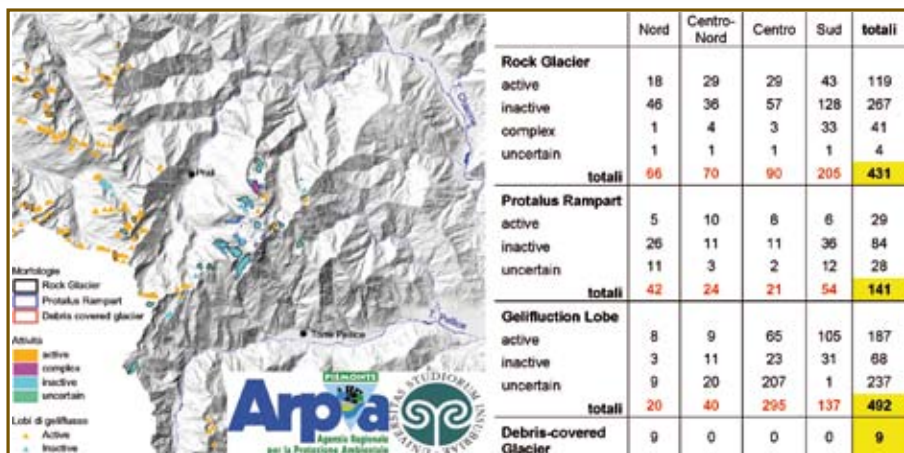 Prali
T. Chisone
Torre Pellice
T. Pellice
Morfologie
Rock Glacier
Protalus Rampart
Debris covered glacier
Attività
active
complex
inactive
uncertain
Lobi di geliflusso
Active
Inactive
PIEMONTE
Arpa
Agenzia Regionale
per la Protezione Ambientale
UNIVERSITAS STUDIORUM INSUBRIAE
Nord Centro-Nord Centro Sud totali
Rock Glacier
active 18 29 29 43 119
inactive 46 36 57 128 267
complex 1 4 3 33 41
uncertain 1 1 1 1 4
totali 66 70 90 205 431
Protalus Rampart
active 5 10 8 6 29
inactive 26 11 11 36 84
uncertain 11 3 2 12 28
totali 42 24 21 54 141
Gelifluction Lobe
active 8 9 65 105 187
inactive 3 11 23 31 68
uncertain 9 20 207 1 237
totali 20 40 295 137 492
Debris-covered
Glacier 9 0 0 0 9